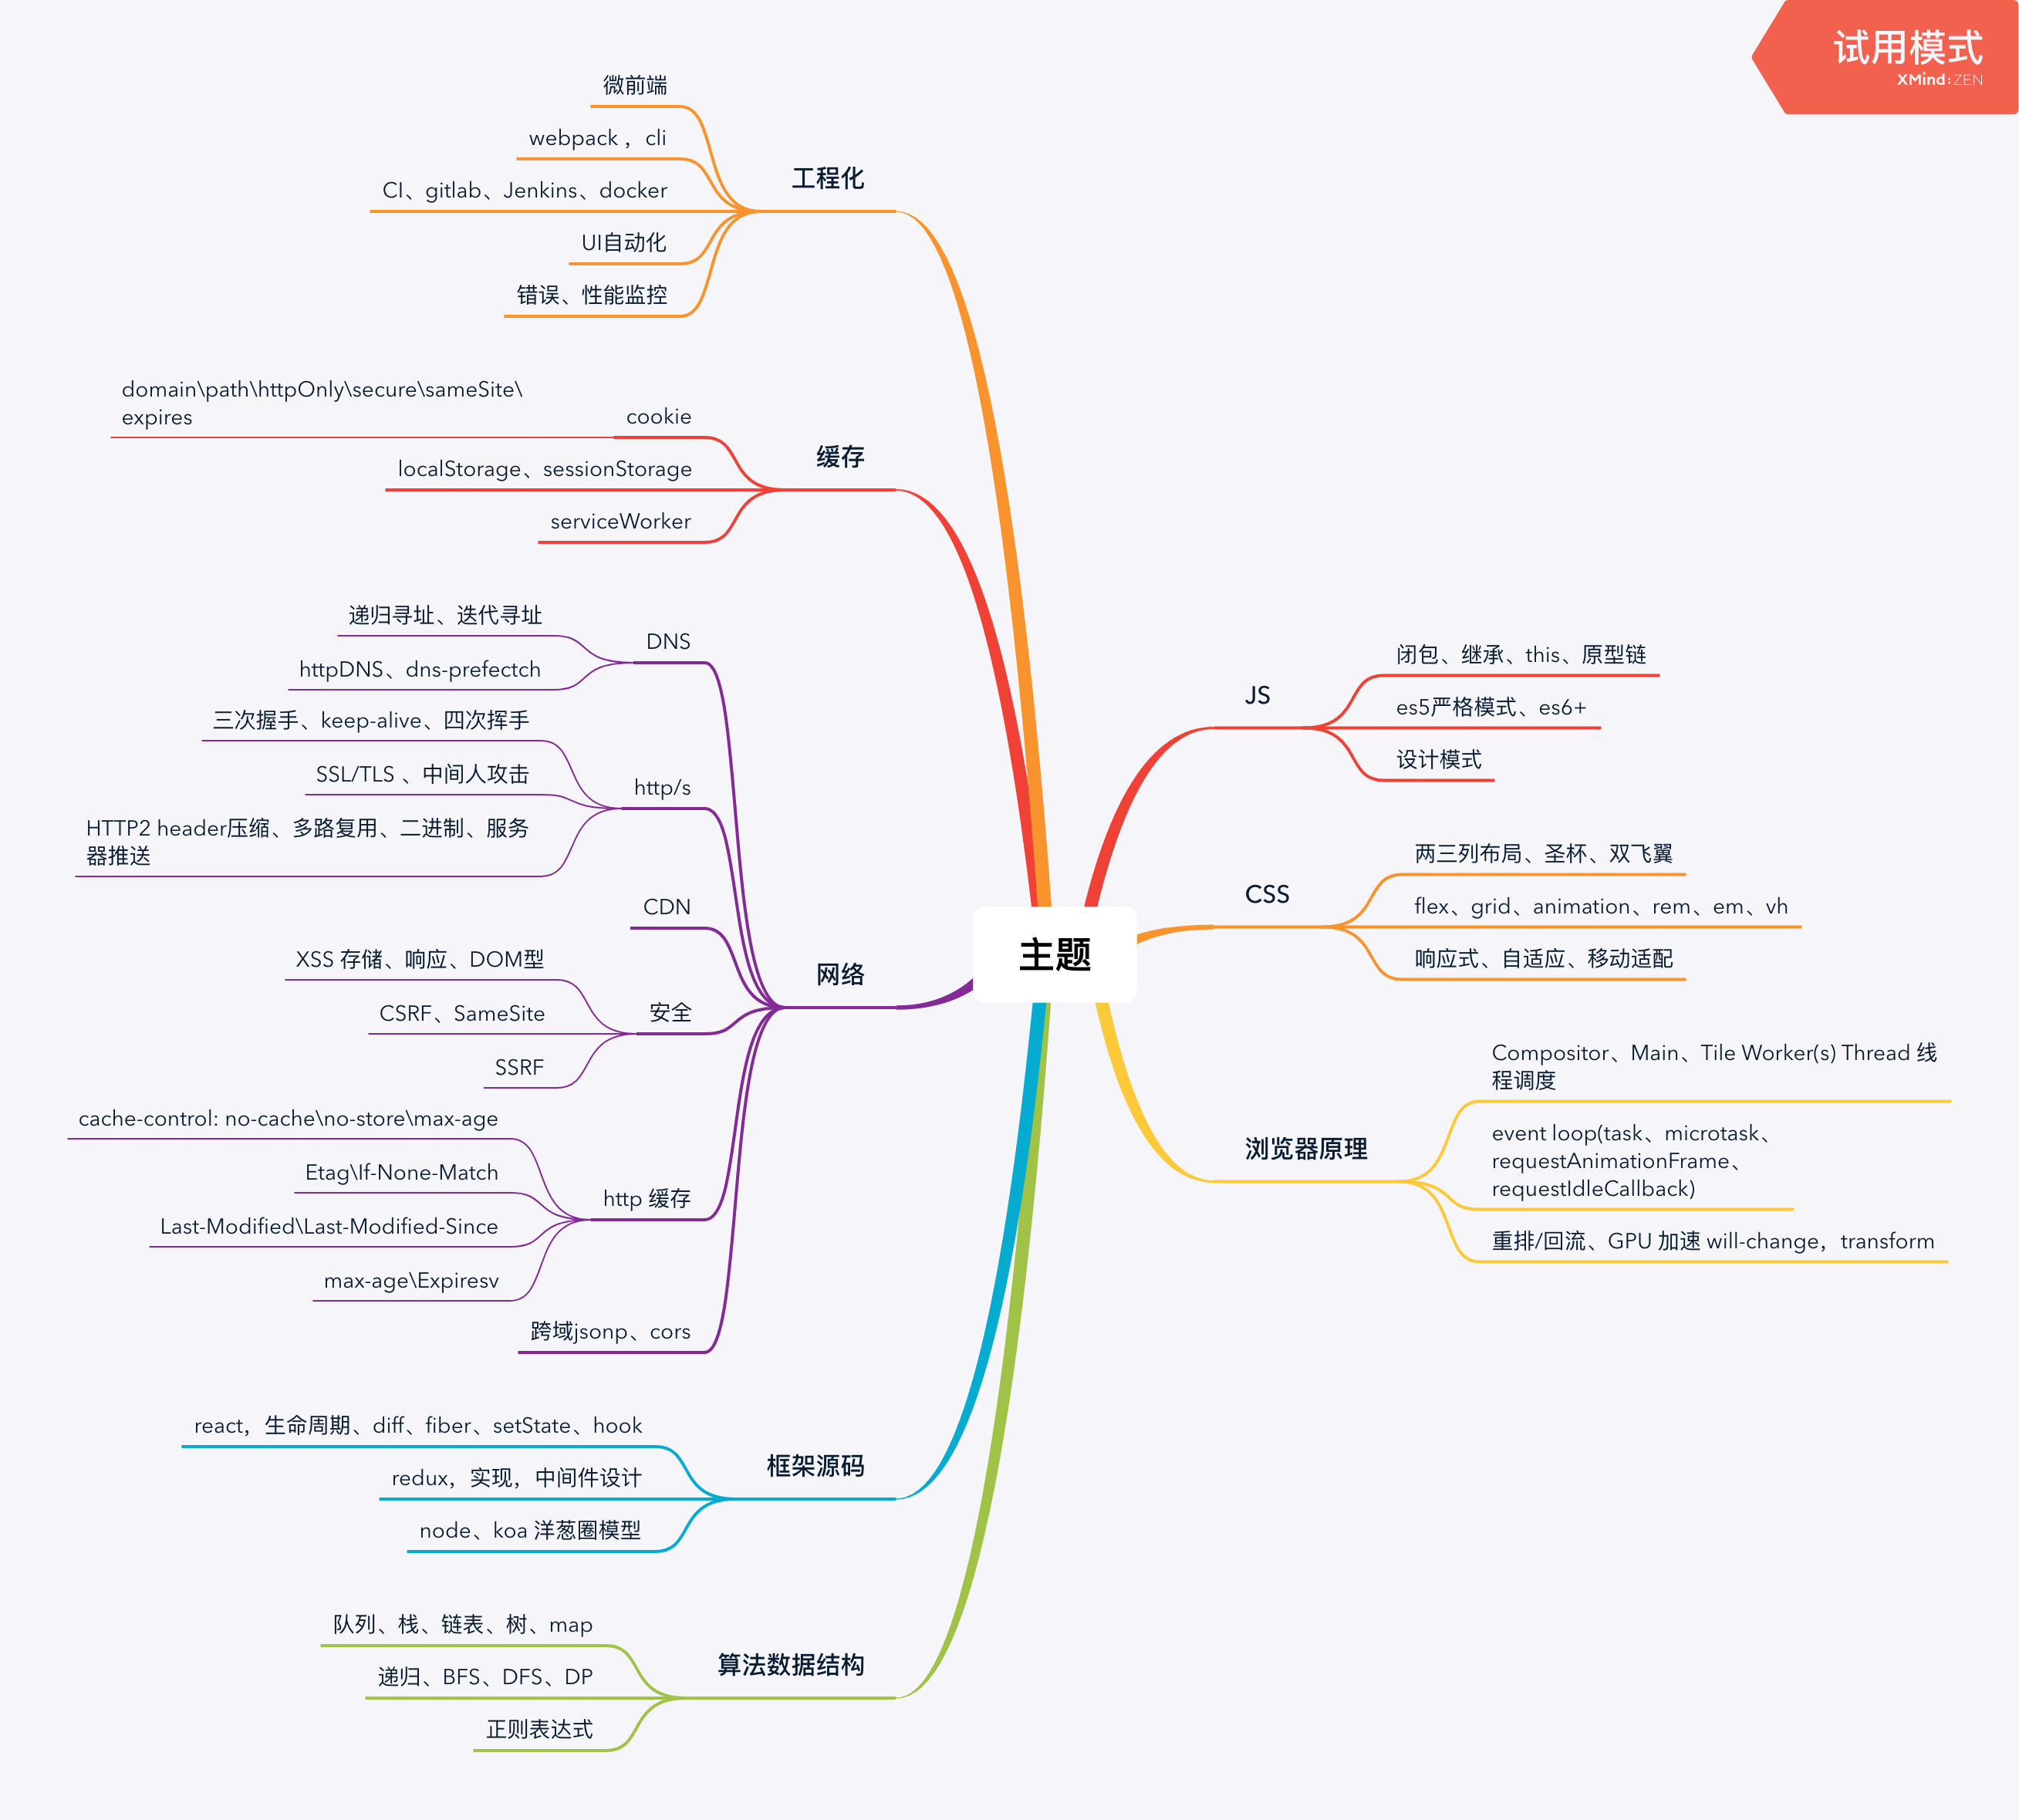 试用模式
XMind:ZEN
主题
JS
闭包、继承、this、原型链
es5严格模式、es6+
设计模式
CSS
两三列布局、圣杯、双飞翼
flex、grid、animation、rem、em、vh
响应式、自适应、移动适配
浏览器原理
Compositor、Main、Tile Worker(s) Thread 线
程调度
event loop(task、microtask、
requestAnimationFrame、
requestIdleCallback)
重排/回流、GPU 加速 will-change，transform
工程化
微前端
webpack ，cli
CI、gitlab、Jenkins、docker
UI自动化
错误、性能监控
缓存
cookie
domain\path\httpOnly\secure\sameSite\
expires
localStorage、sessionStorage
serviceWorker
网络
DNS
递归寻址、迭代寻址
httpDNS、dns-prefectch
http/s
三次握手、keep-alive、四次挥手
SSL/TLS 、中间人攻击
HTTP2 header压缩、多路复用、二进制、服务
器推送
CDN
安全
XSS 存储、响应、DOM型
CSRF、SameSite
SSRF
http 缓存
cache-control: no-cache\no-store\max-age
Etag\If-None-Match
Last-Modified\Last-Modified-Since
max-age\Expiresv
跨域jsonp、cors
框架源码
react，生命周期、diff、fiber、setState、hook
redux，实现，中间件设计
node、koa 洋葱圈模型
算法数据结构
队列、栈、链表、树、map
递归、BFS、DFS、DP
正则表达式